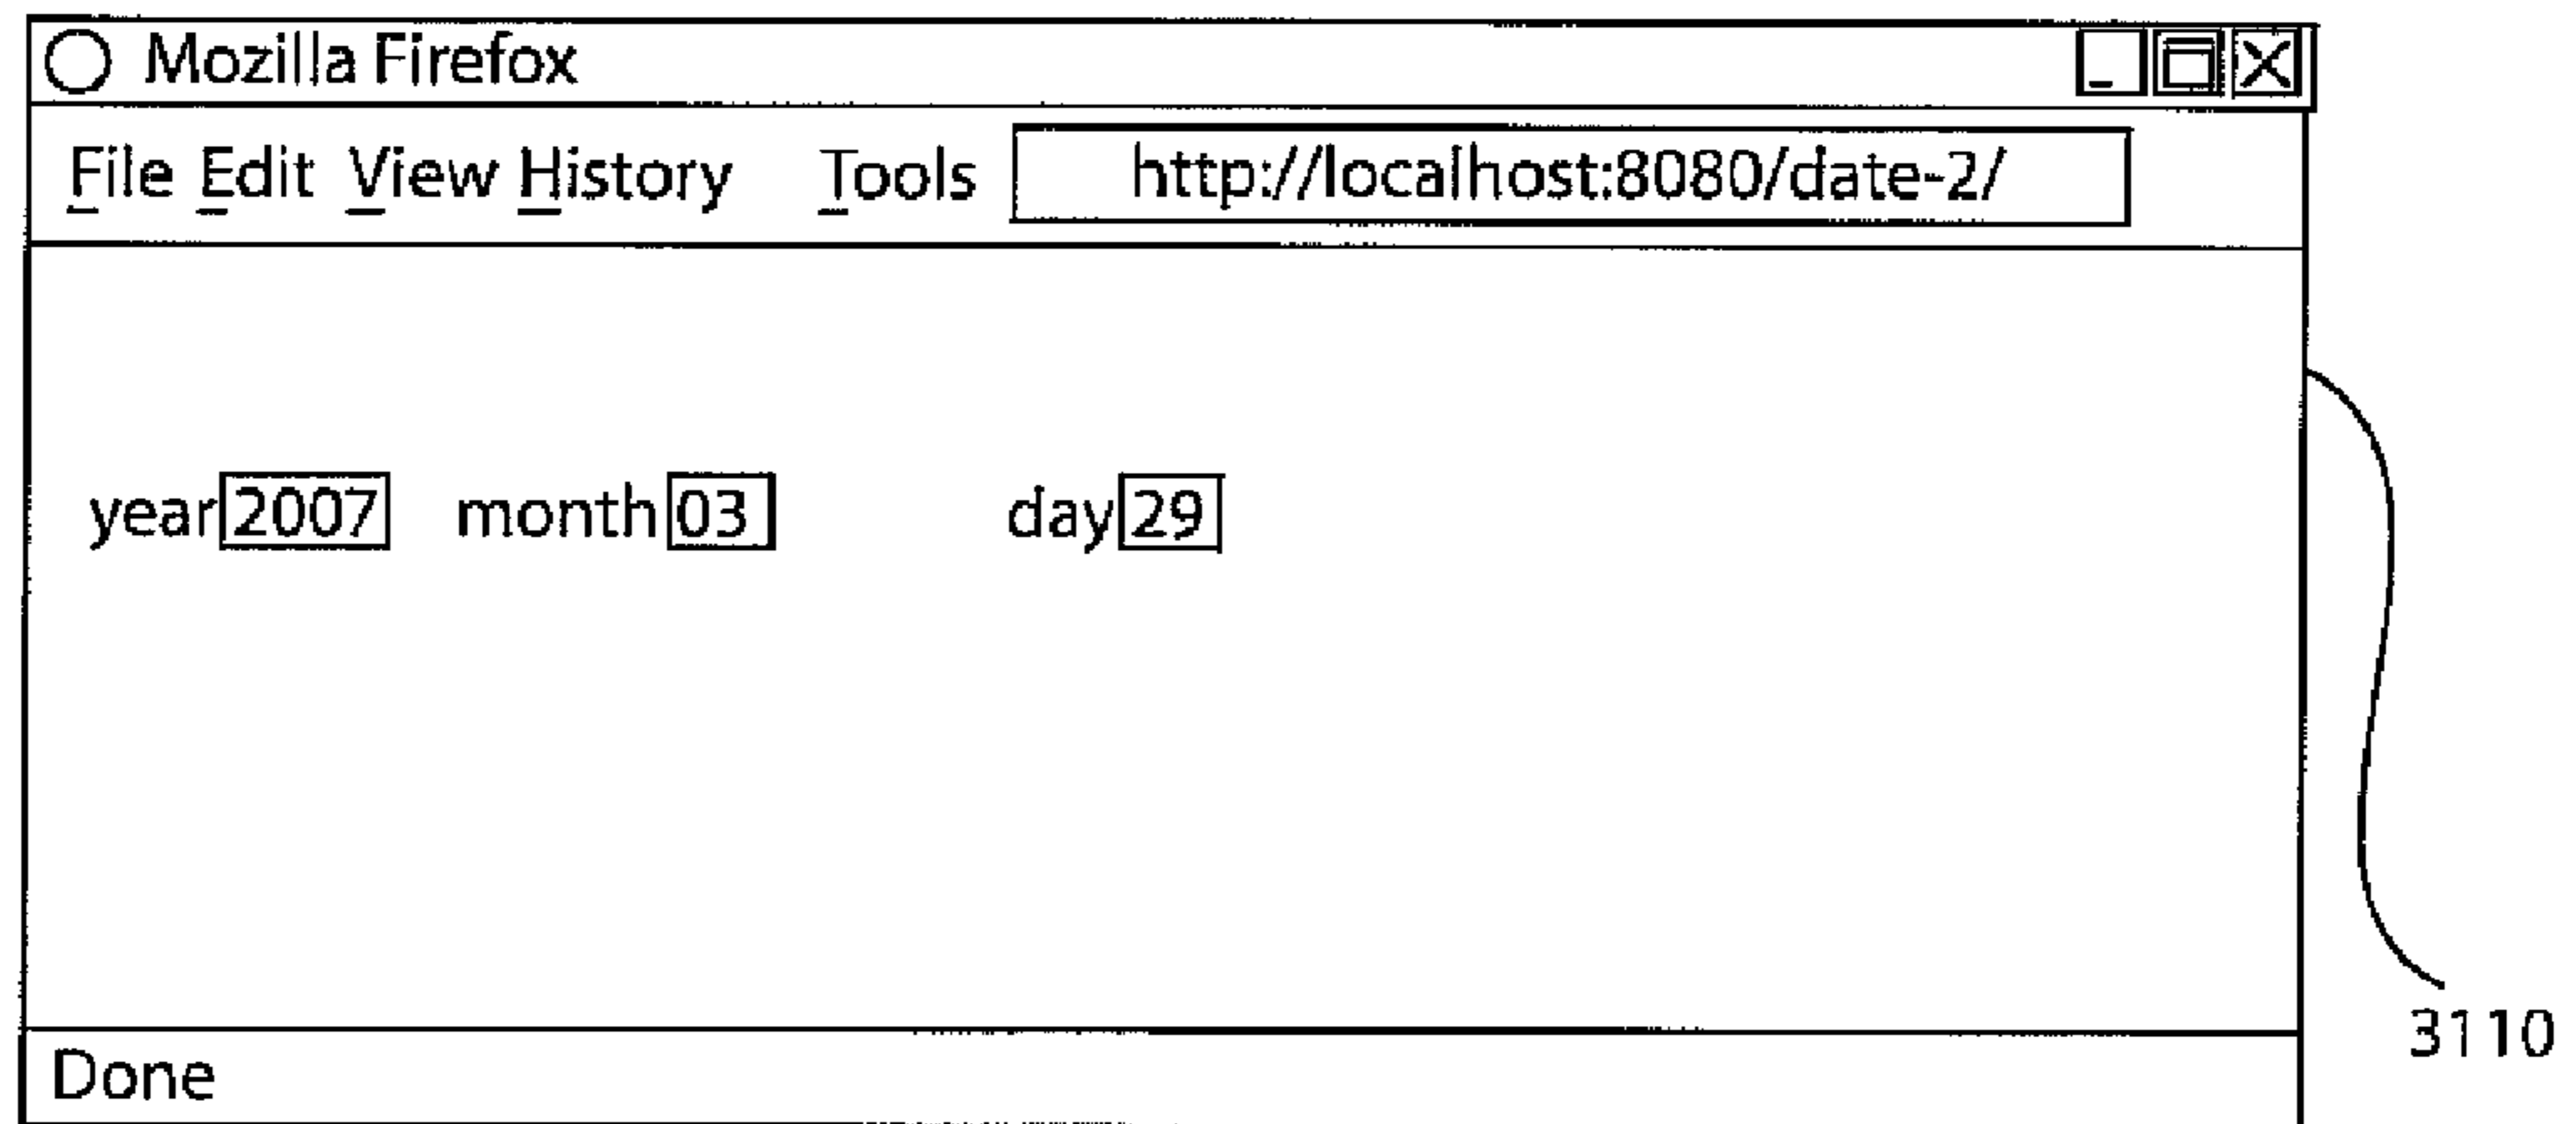 Mozilla Firefox
File Edit View History Tools http://localhost:8080/date-2/
year 2007 month 03 day 29
3110
Done